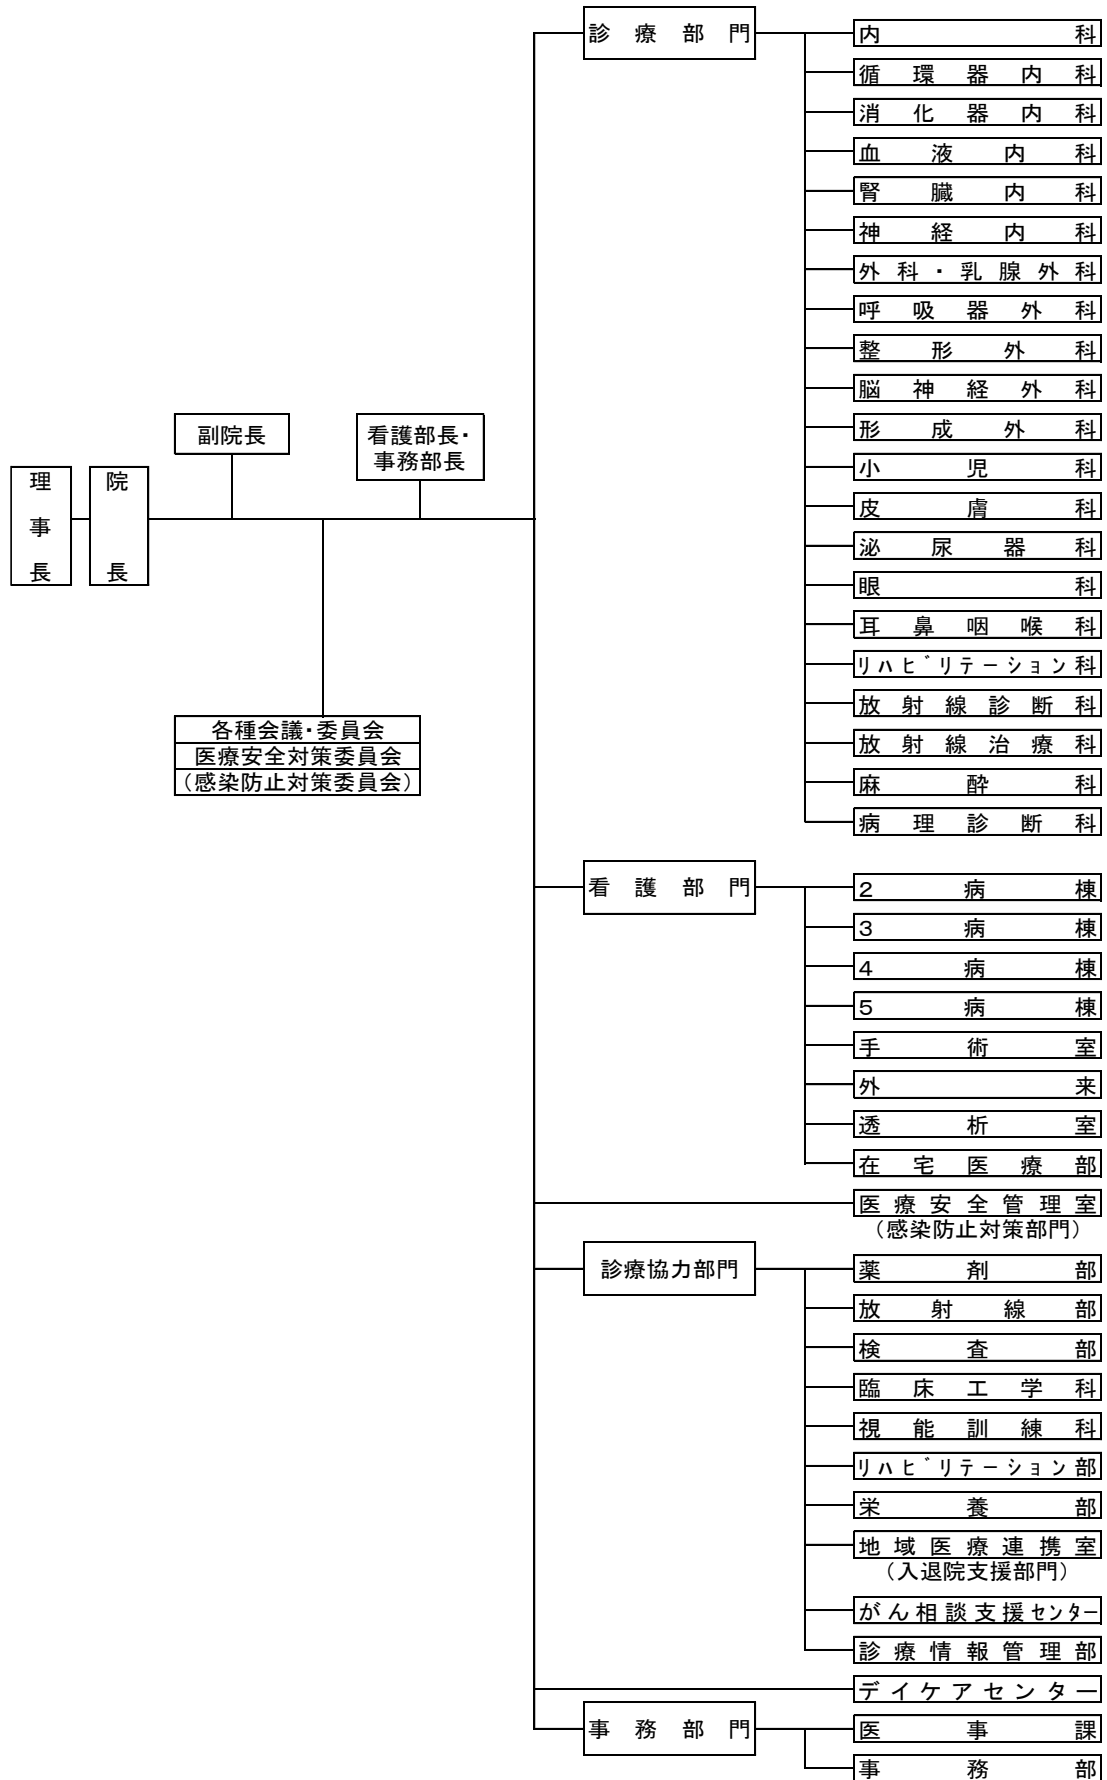 理事長
院長
副院長
看護部長・
事務部長
各種会議・委員会
医療安全対策委員会
（感染防止対策委員会）
診療部門
内科
循環器内科
消化器内科
血液内科
腎臓内科
神経内科
外科・乳腺外科
呼吸器外科
整形外科
脳神経外科
形成外科
小児科
皮膚科
泌尿器科
眼科
耳鼻咽喉科
ﾘﾊﾋﾞﾘﾃｰｼｮﾝ科
放射線診断科
放射線治療科
麻酔科
病理診断科
看護部門
２病棟
３病棟
４病棟
５病棟
手術室
外来
透析室
在宅医療部
医療安全管理室
（感染防止対策部門）
診療協力部門
薬剤部
放射線部
検査部
臨床工学科
視能訓練科
ﾘﾊﾋﾞﾘﾃｰｼｮﾝ部
栄養部
地域医療連携室
（入退院支援部門）
がん相談支援ｾﾝﾀｰ
診療情報管理部
デイケアセンター
事務部門
医事課
事務部